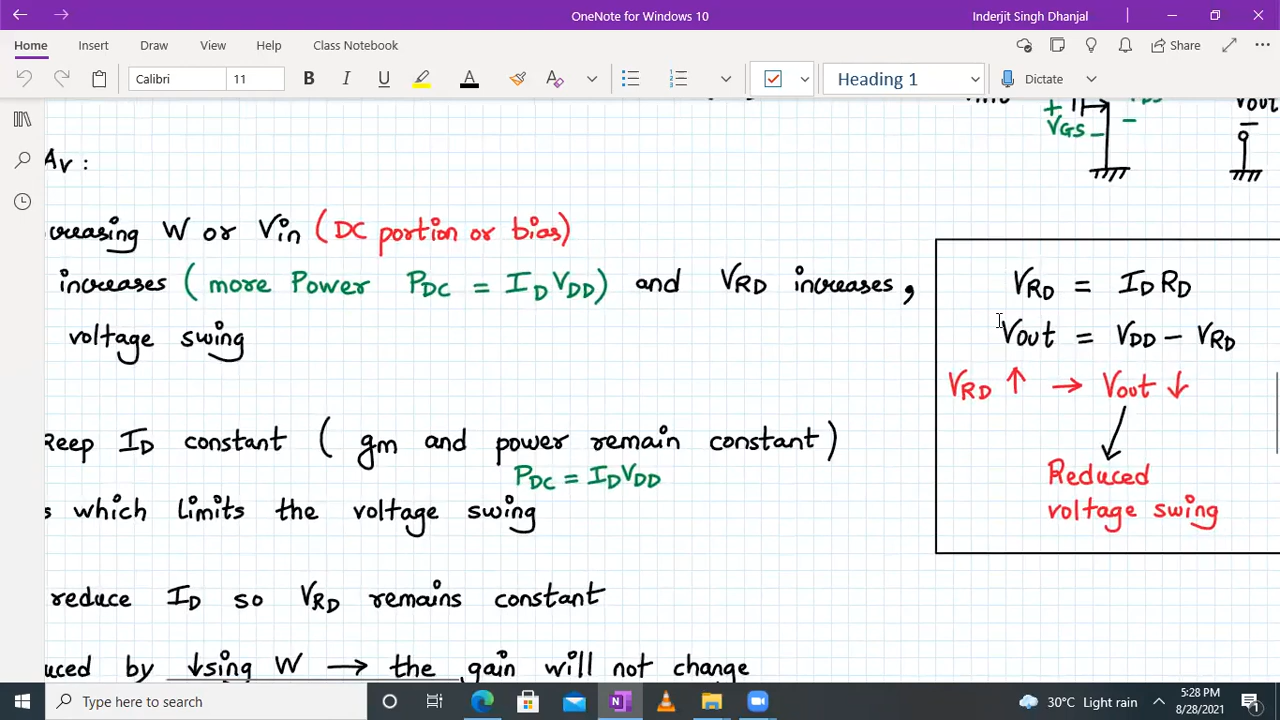 OneNote for Windows 10
Inderjit Singh Dhanjal
Home Insert Draw View Help Class Notebook
Share
Calibri 11 B I U A Heading 1 Dictate
+
VGS − −
Vout
−
Av :
creasing W or Vin (DC portion or bias)
increases (more Power PDC = IDVDD) and VRD increases,
voltage swing
Keep ID constant ( gm and power remain constant )
PDC = IDVDD
s which limits the voltage swing
reduce ID so VRD remains constant
uced by ↓sing W → the gain will not change
VRD = IDRD
Vout = VDD − VRD
VRD ↑ → Vout ↓
Reduced
voltage swing
Type here to search
30°C Light rain
5:28 PM
8/28/2021
1